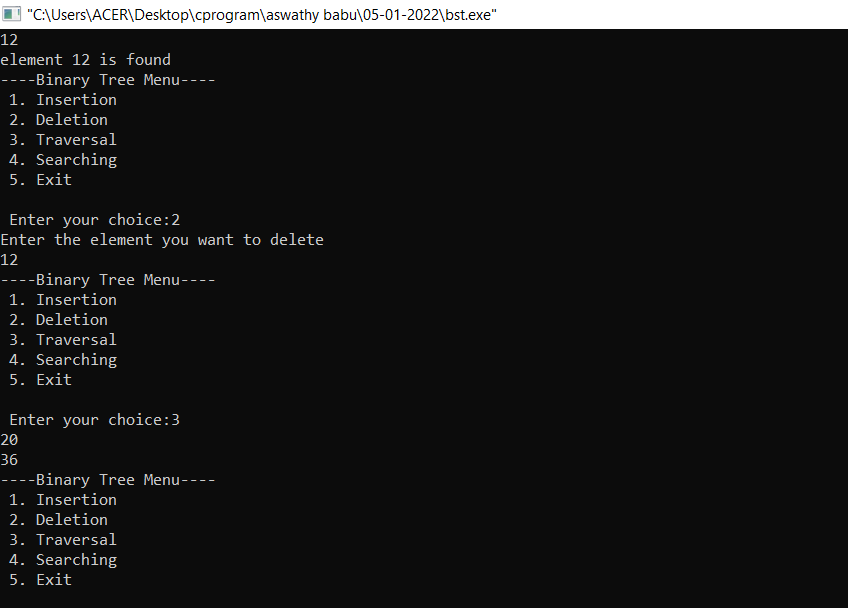 "C:\Users\ACER\Desktop\cprogram\aswathy babu\05-01-2022\bst.exe"
12
element 12 is found
----Binary Tree Menu----
 1. Insertion
 2. Deletion
 3. Traversal
 4. Searching
 5. Exit

 Enter your choice:2
Enter the element you want to delete
12
----Binary Tree Menu----
 1. Insertion
 2. Deletion
 3. Traversal
 4. Searching
 5. Exit

 Enter your choice:3
20
36
----Binary Tree Menu----
 1. Insertion
 2. Deletion
 3. Traversal
 4. Searching
 5. Exit